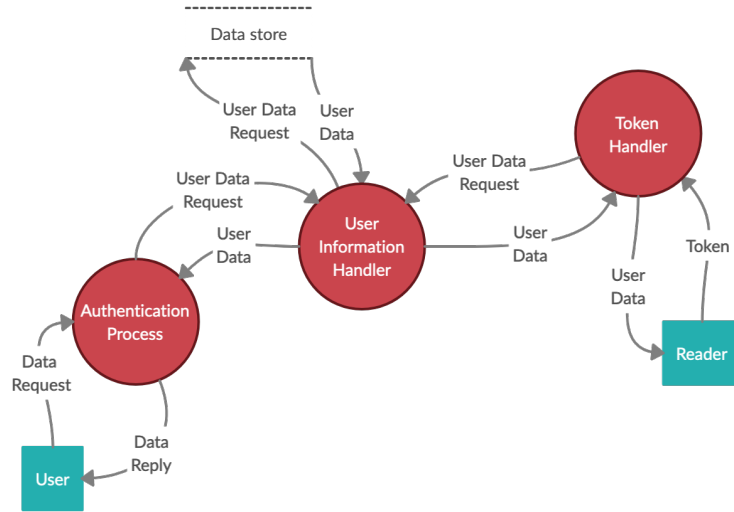 Data store
User Data
Request
User
Data
Token
Handler
User Data
Request
User Data
Request
User
Information
Handler
User
Data
User
Data
Token
User
Data
Authentication
Process
Reader
Data
Request
Data
Reply
User